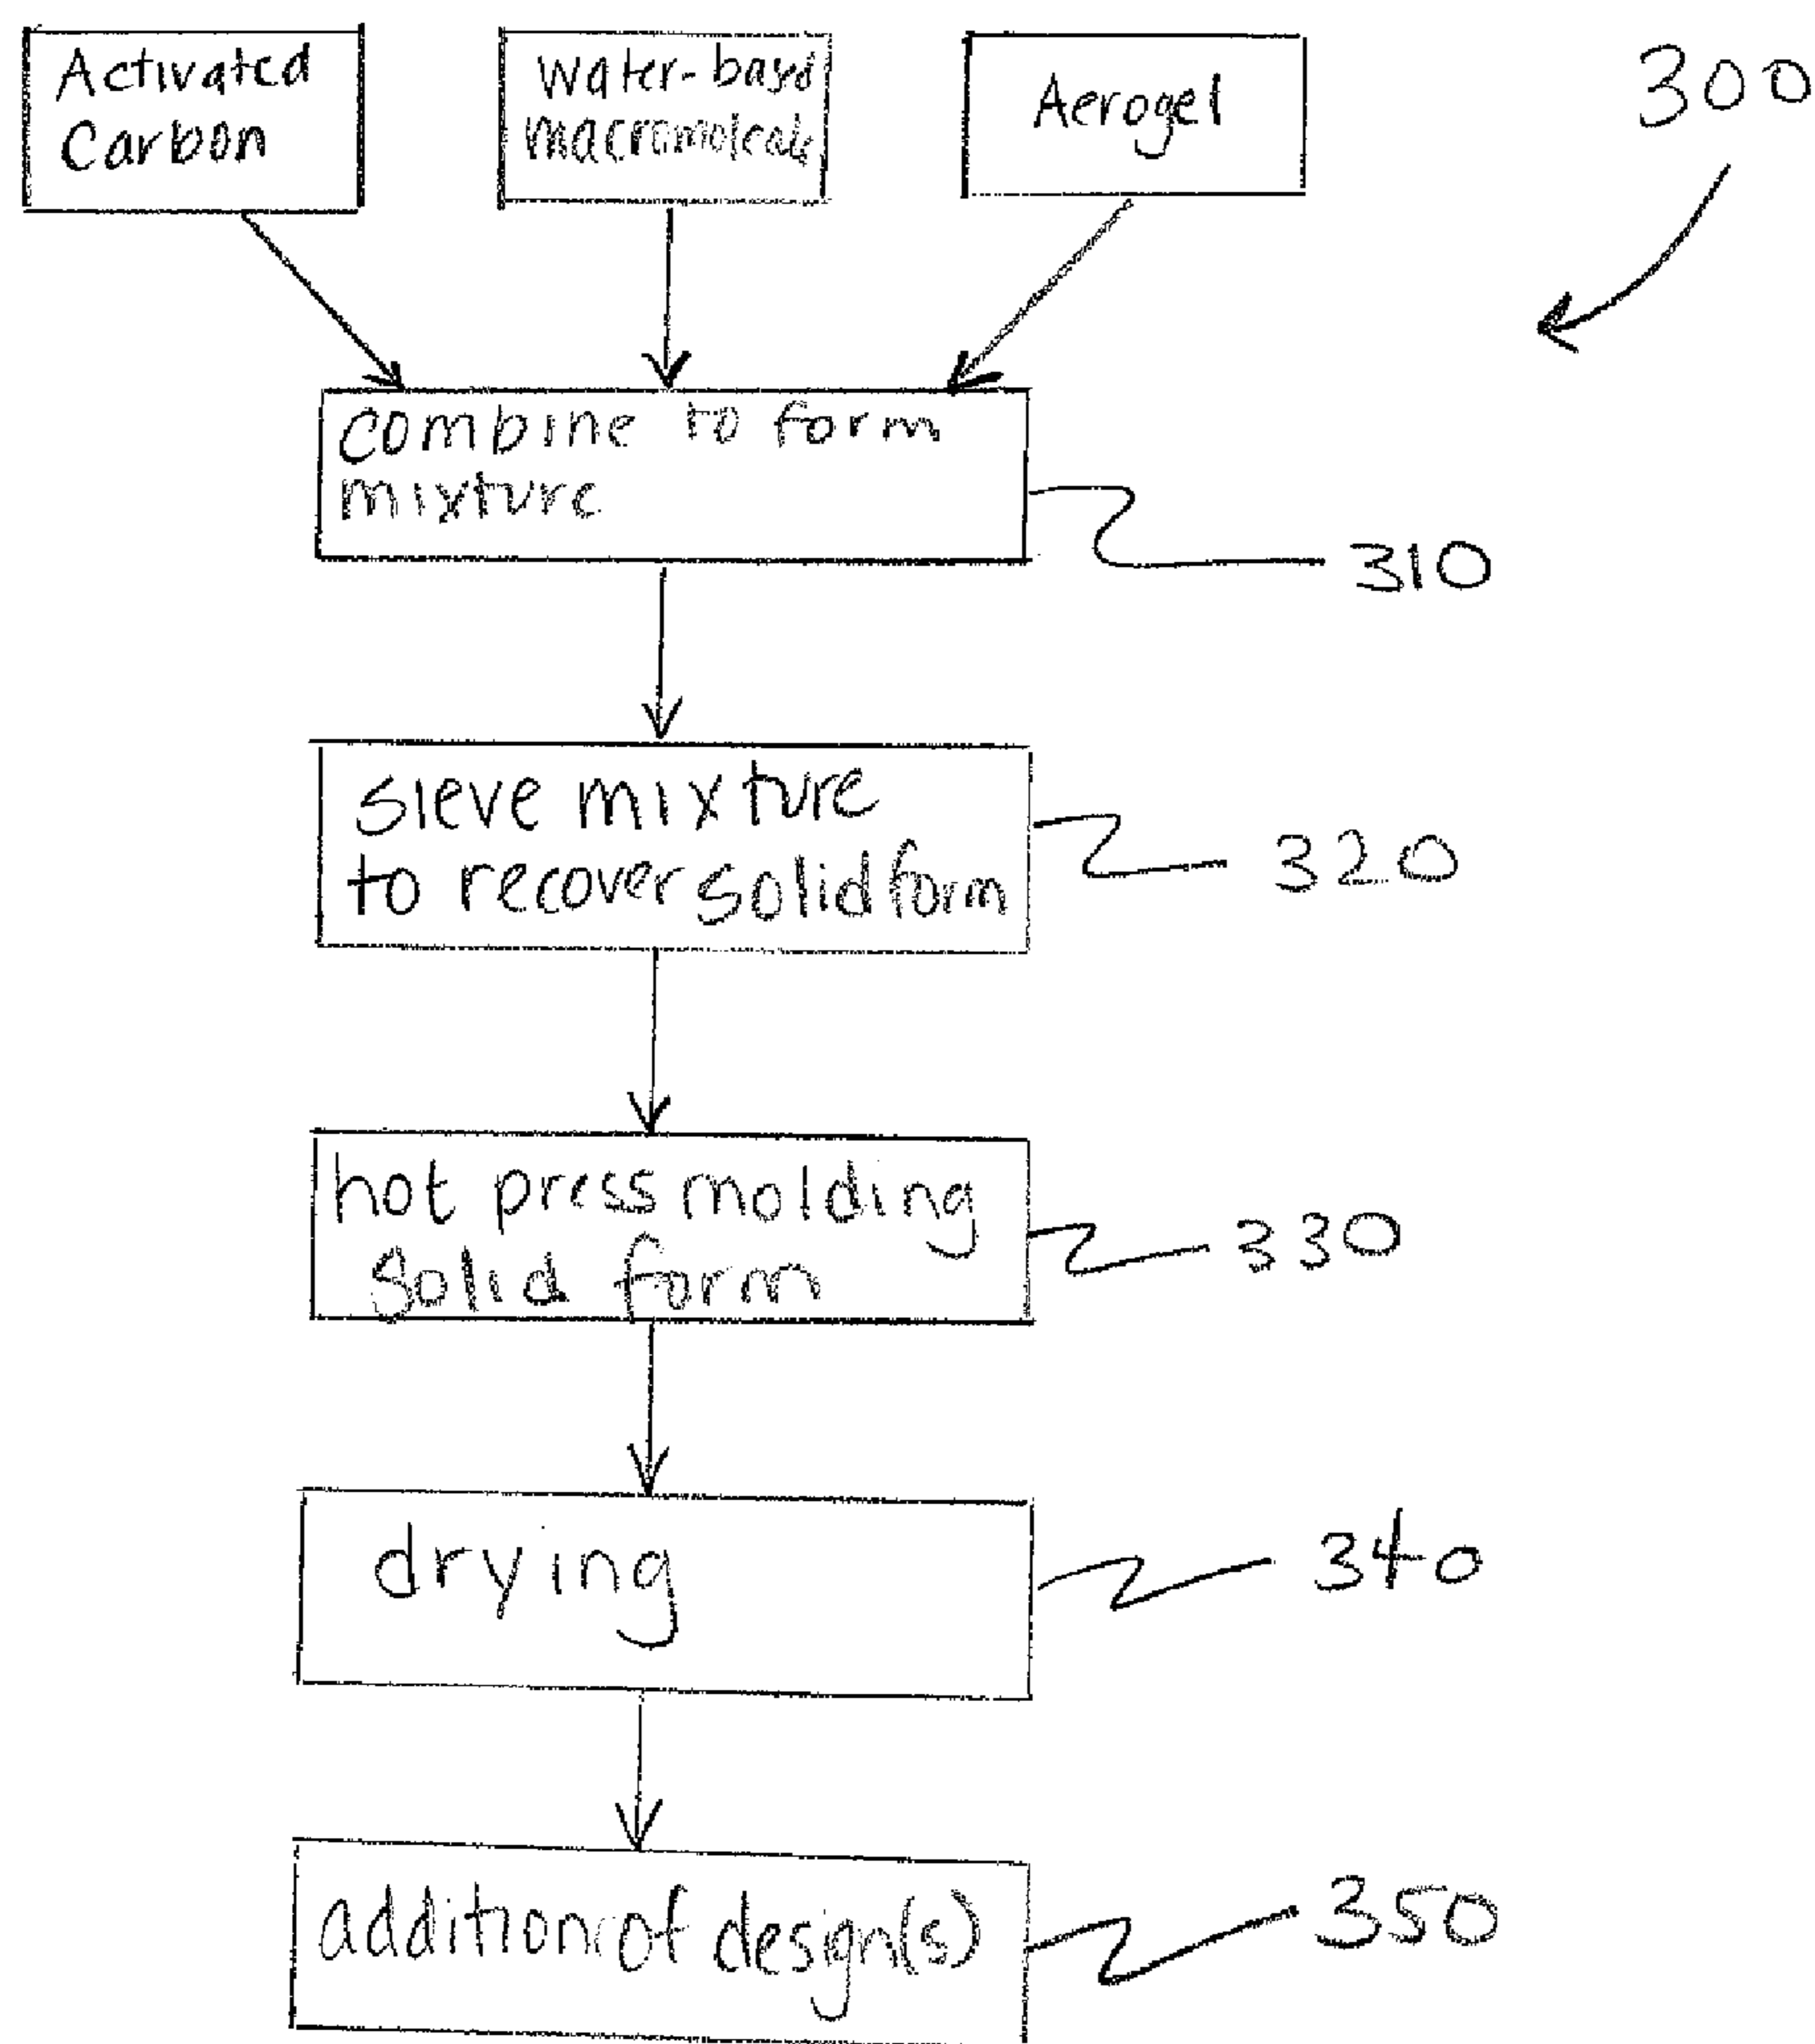 Activated
Carbon
Water-based
macromolecule
Aerogel
300
combine to form
mixture
310
sieve mixture
to recover solid form
320
hot press molding
solid form
330
drying
340
addition of design(s)
350